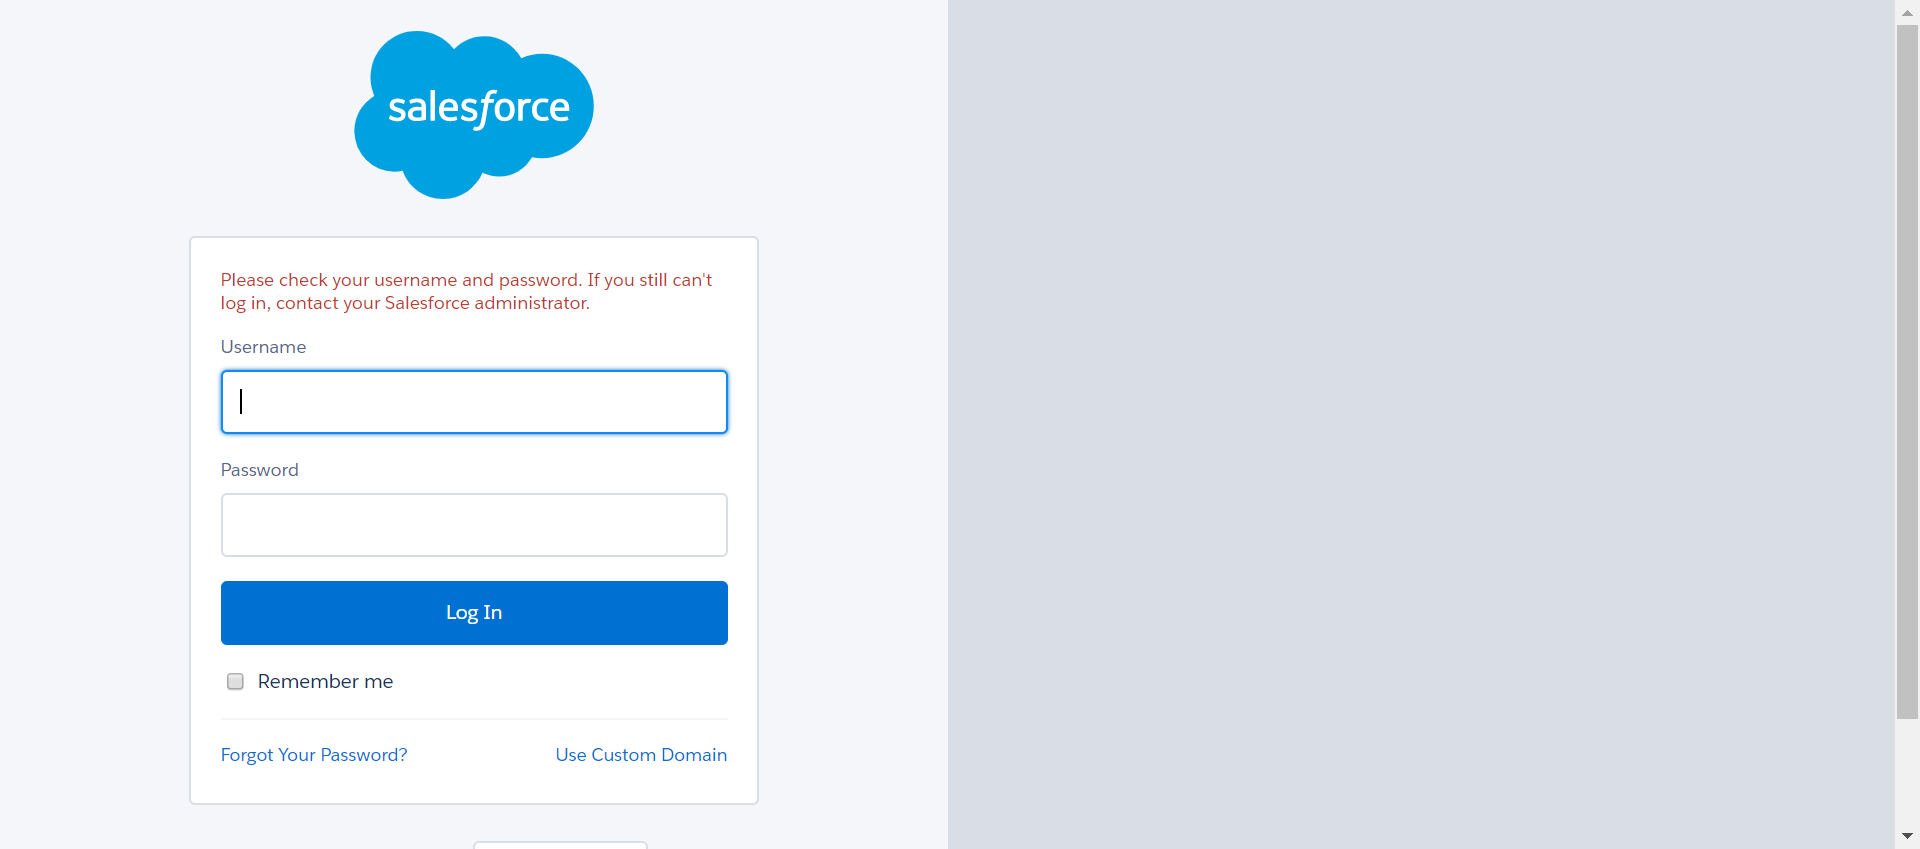 salesforce
Please check your username and password. If you still can't
log in, contact your Salesforce administrator.
Username
Password
Log In
Remember me
Forgot Your Password?
Use Custom Domain